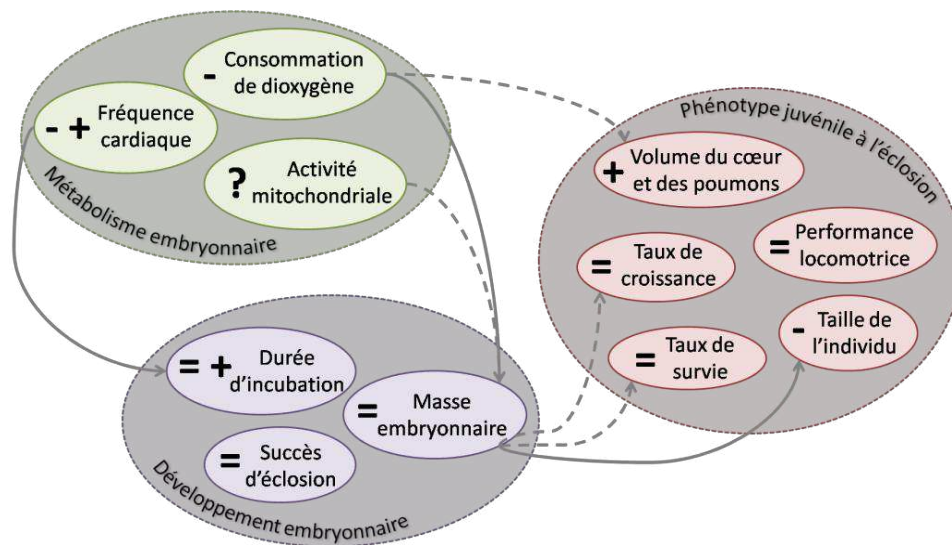 - Consommation
de dioxygène
- + Fréquence
cardiaque
? Activité
mitochondriale
Métabolisme embryonnaire
= + Durée
d'incubation
= Masse
embryonnaire
= Succès
d'éclosion
Développement embryonnaire
Phénotype juvénile à l'éclosion
+ Volume du cœur
et des poumons
= Performance
locomotrice
= Taux de
croissance
- Taille de
l'individu
= Taux de
survie